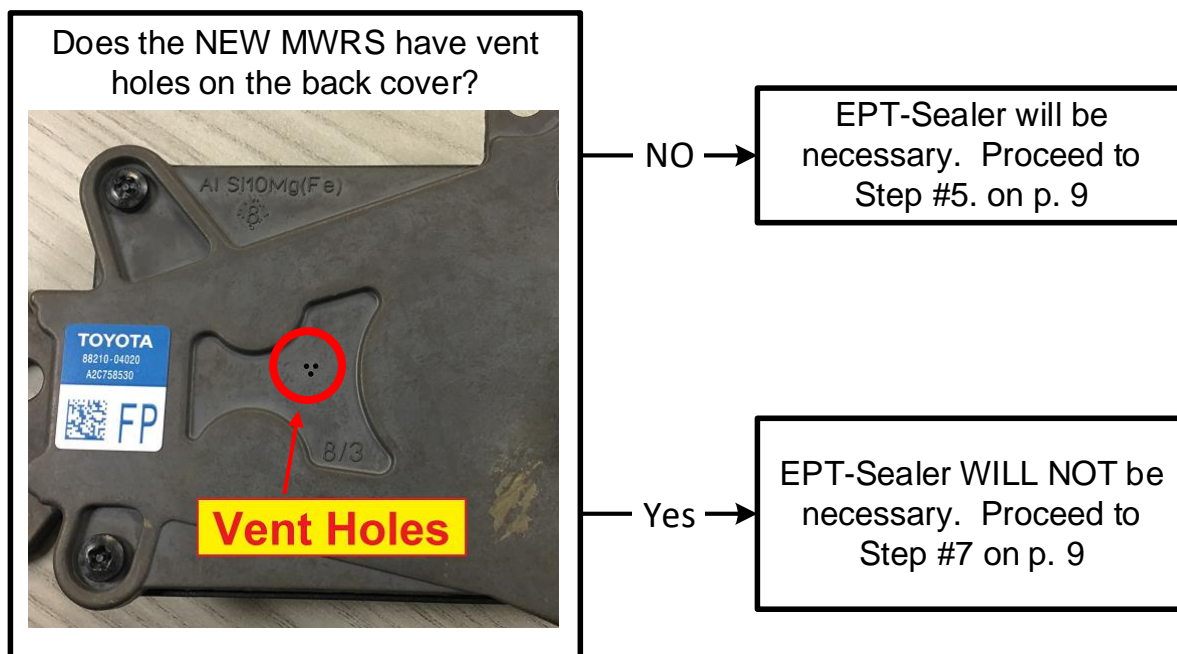 Does the NEW MWRS have vent
holes on the back cover?
Al Si10Mg(Fe)
8
TOYOTA
88210-04020
A2C758530
FP
8/3
Vent Holes
NO
EPT-Sealer will be
necessary. Proceed to
Step #5. on p. 9
Yes
EPT-Sealer WILL NOT be
necessary. Proceed to
Step #7 on p. 9